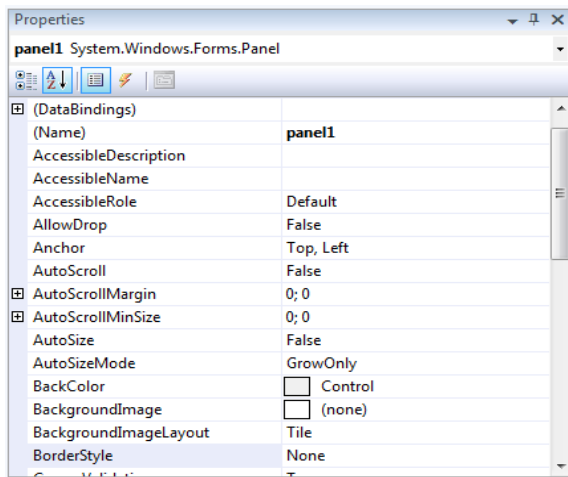 Properties
panel1 System.Windows.Forms.Panel
(DataBindings)
(Name) panel1
AccessibleDescription
AccessibleName
AccessibleRole Default
AllowDrop False
Anchor Top, Left
AutoScroll False
AutoScrollMargin 0; 0
AutoScrollMinSize 0; 0
AutoSize False
AutoSizeMode GrowOnly
BackColor Control
BackgroundImage (none)
BackgroundImageLayout Tile
BorderStyle None